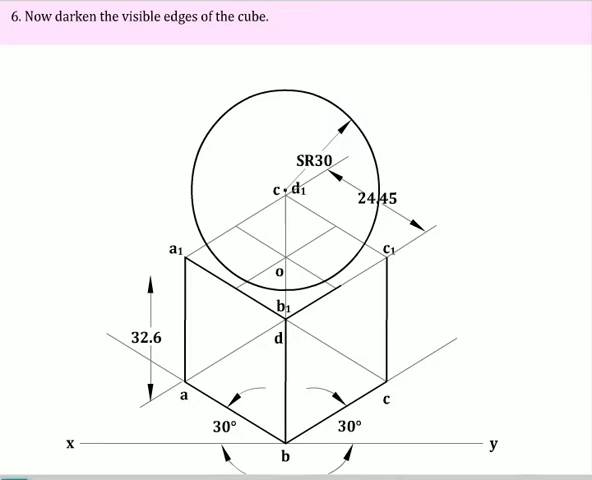 6. Now darken the visible edges of the cube.
SR30
c d₁
24.45
a₁
c₁
o
b₁
32.6
d
a
c
30°
30°
x
y
b